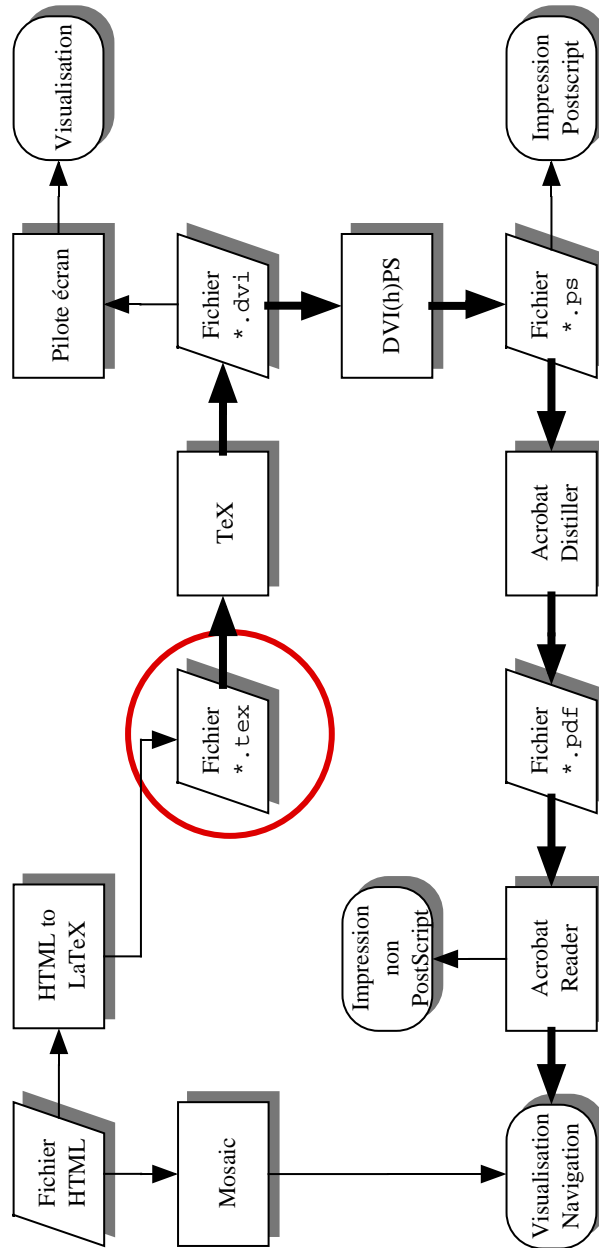 Fichier
HTML
HTML to
LaTeX
Pilote écran
Visualisation
Mosaic
Fichier
*.tex
TeX
Fichier
*.dvi
Impression
non
PostScript
DVI(h)PS
Visualisation
Navigation
Acrobat
Reader
Fichier
*.pdf
Acrobat
Distiller
Fichier
*.ps
Impression
Postscript